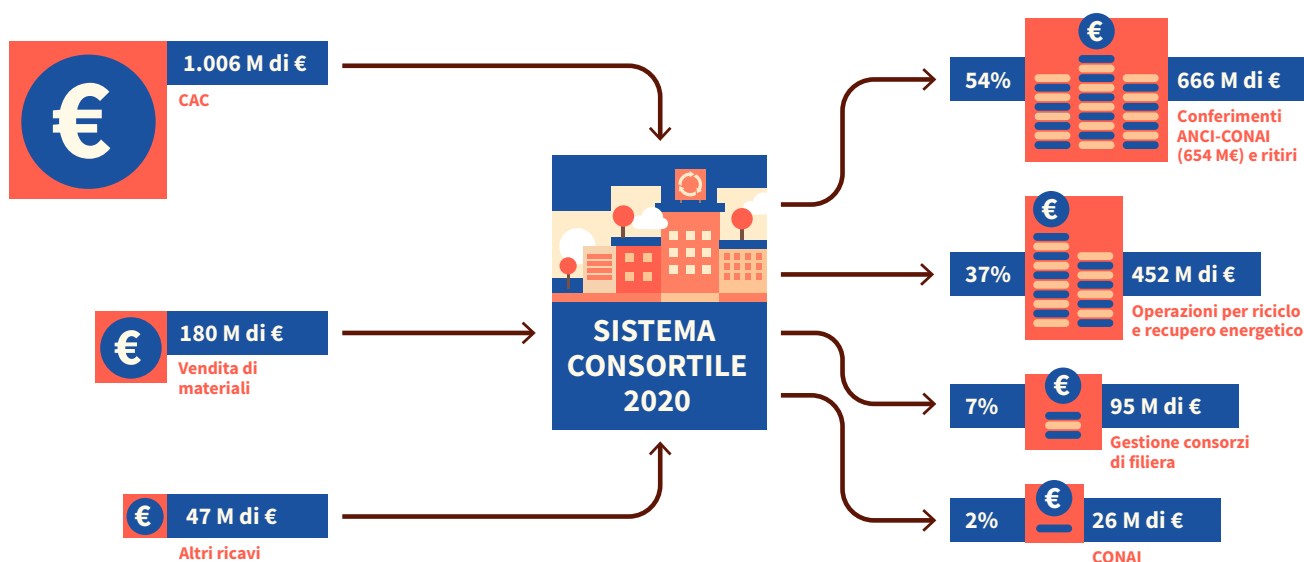 €
1.006 M di €
CAC
€
180 M di €
Vendita di
materiali
€
47 M di €
Altri ricavi
SISTEMA
CONSORTILE
2020
€
54%
666 M di €
Conferimenti
ANCI-CONAI
(654 M€) e ritiri
€
37%
452 M di €
Operazioni per riciclo
e recupero energetico
€
7%
95 M di €
Gestione consorzi
di filiera
€
2%
26 M di €
CONAI